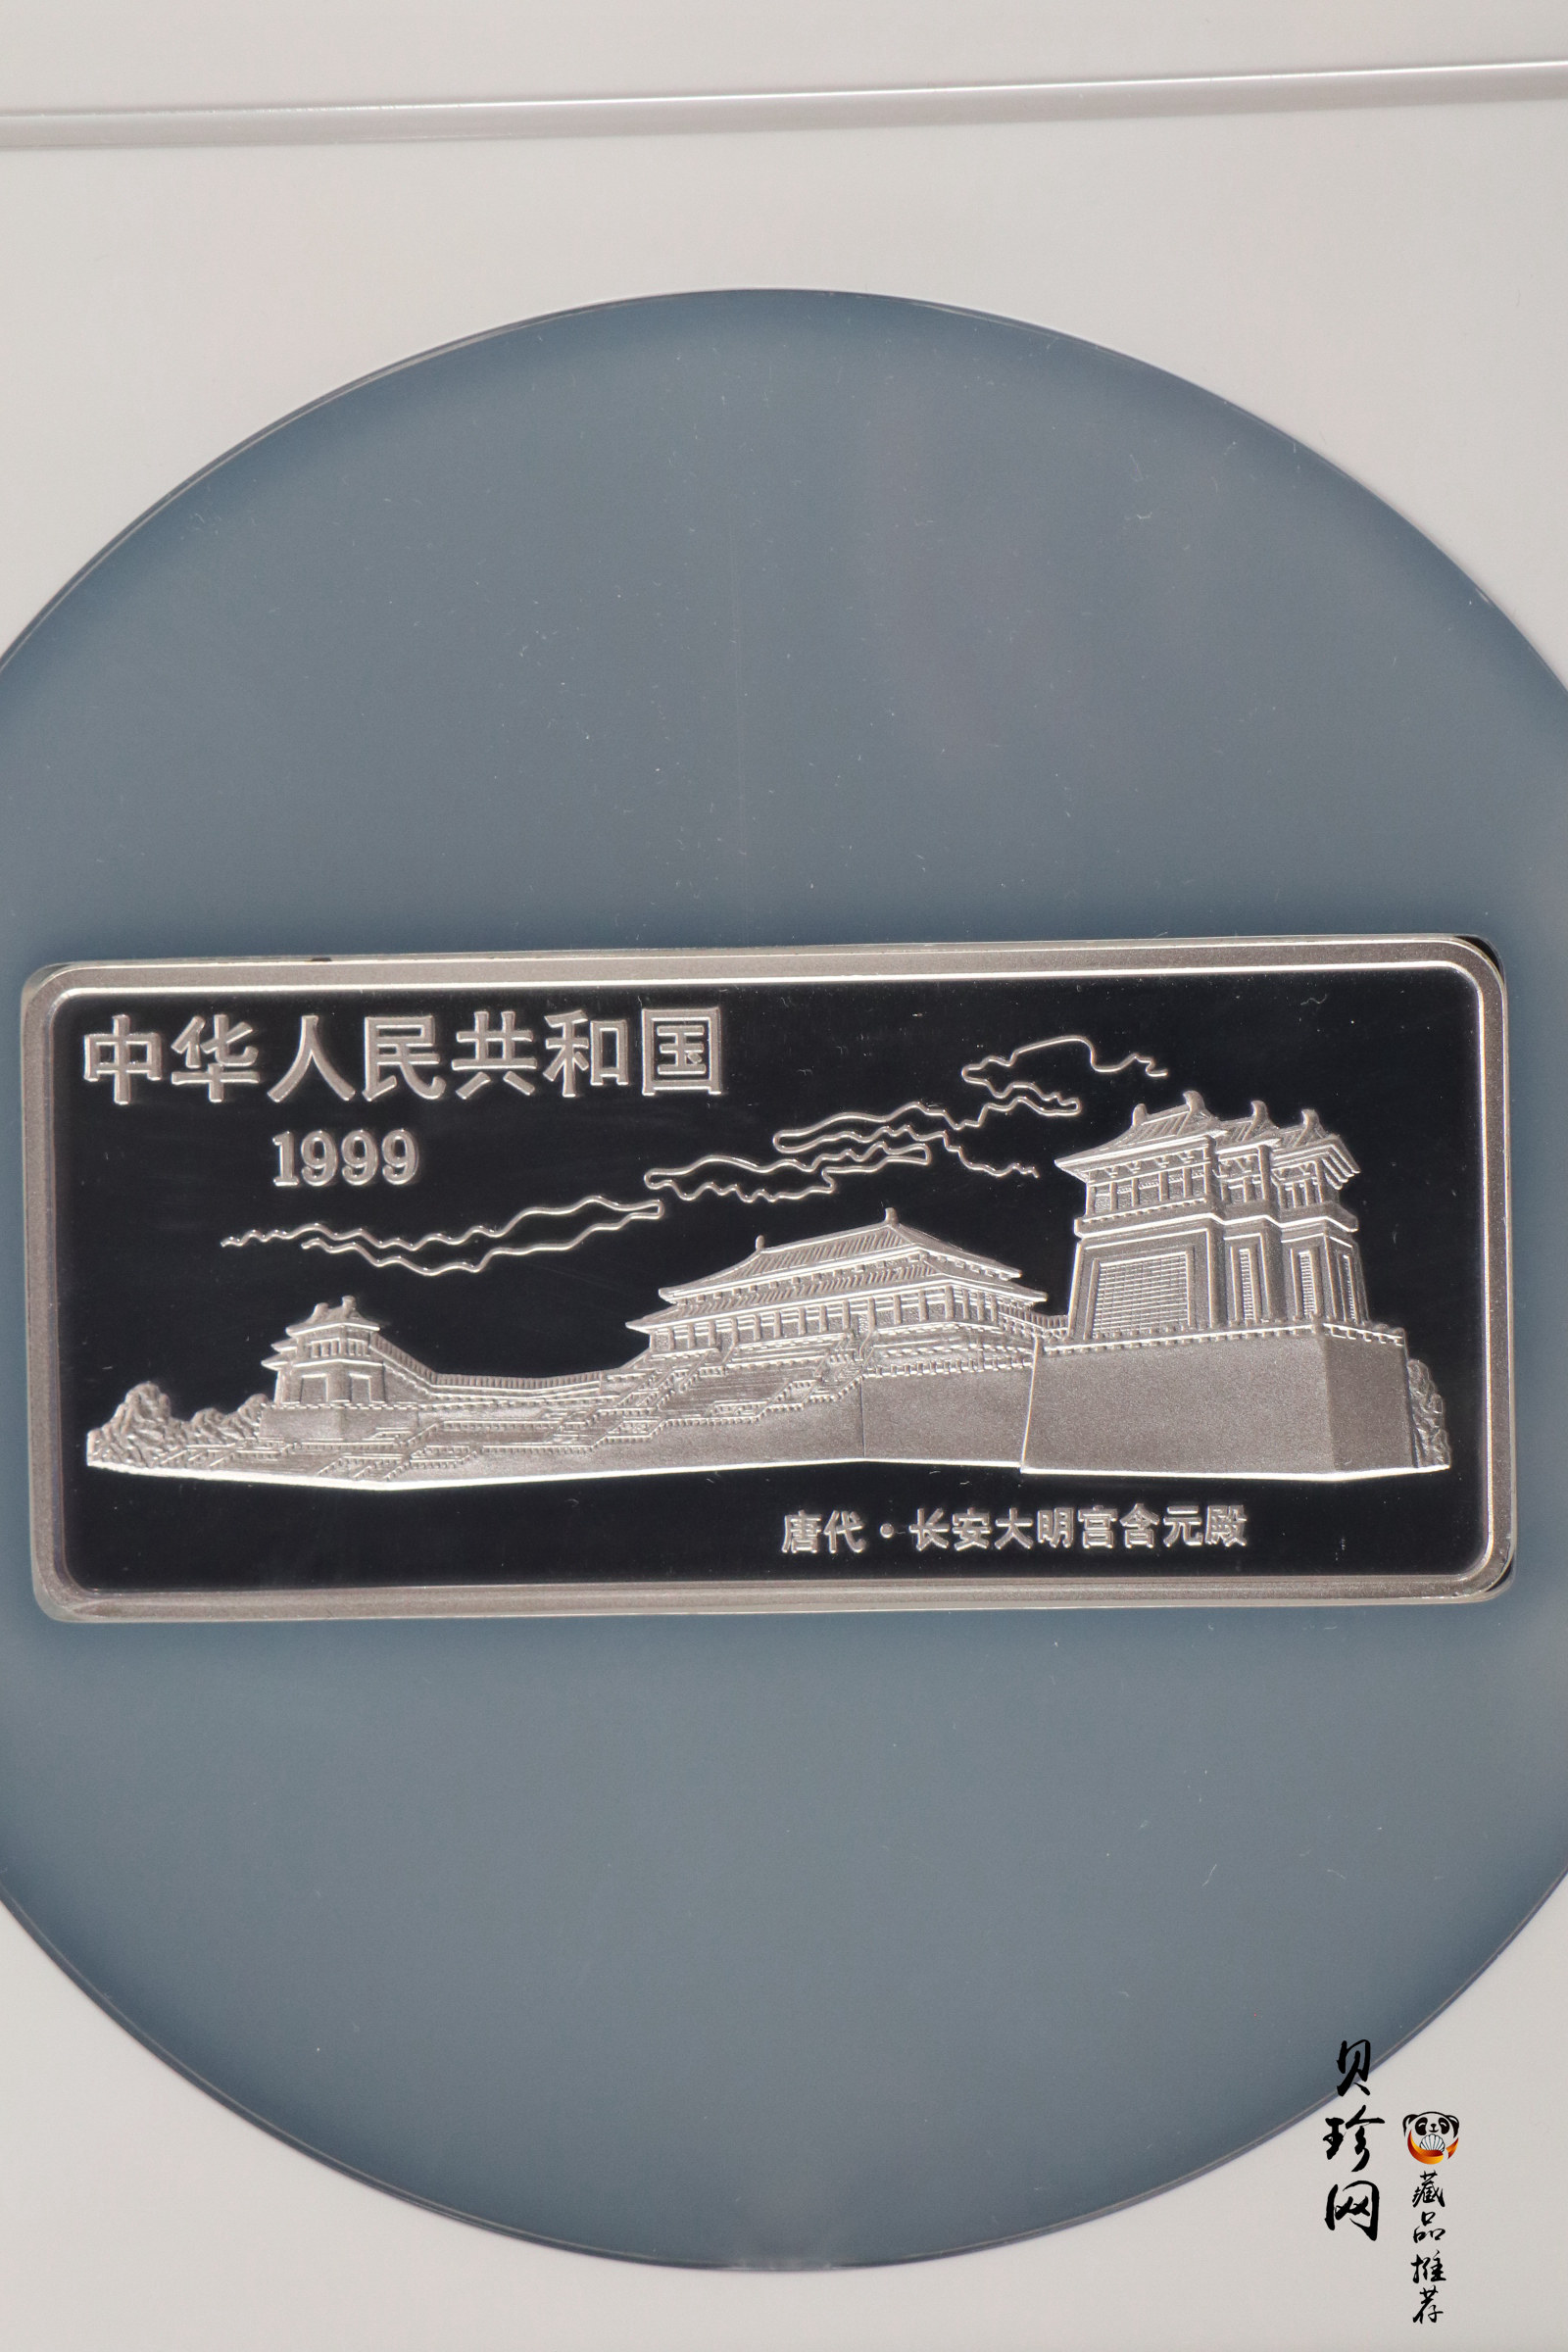 中华人民共和国
1999
唐代·长安大明宫含元殿
贝珍网
藏品推荐